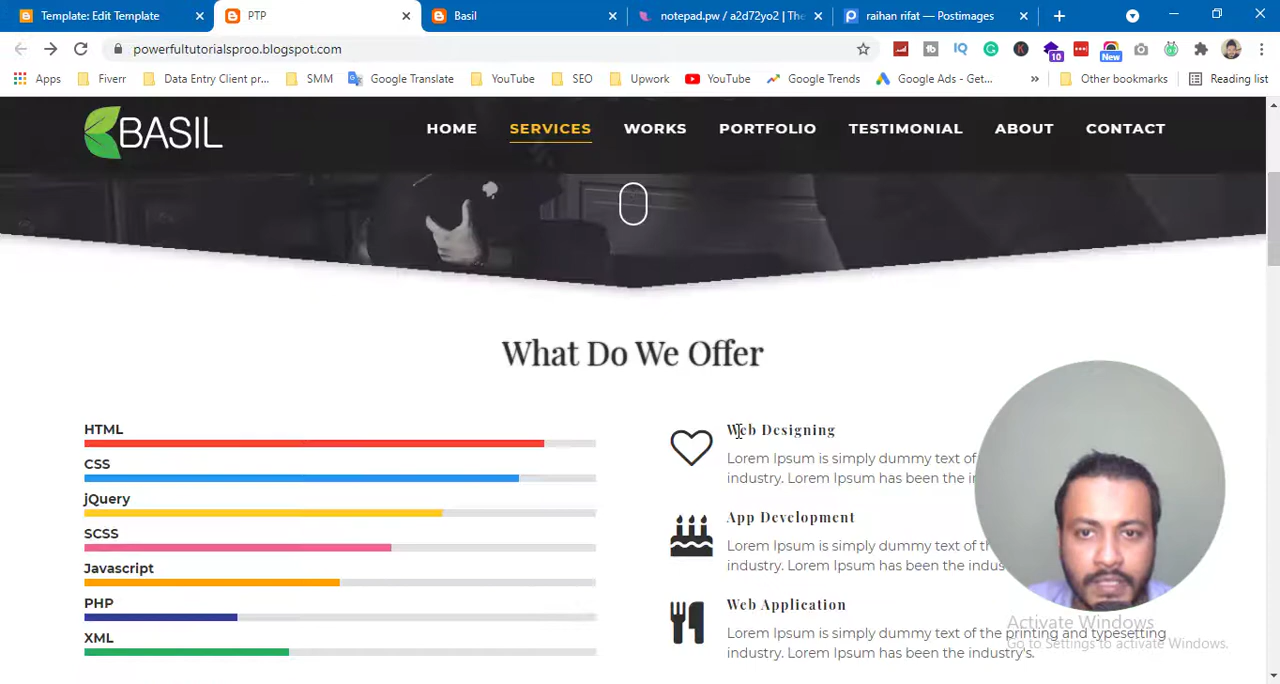 Template: Edit Template
PTP
Basil
notepad.pw / a2d72yo2 | The
raihan rifat — Postimages
powerfultutorialsproo.blogspot.com
10
New
Apps
Fiverr
Data Entry Client pr...
SMM
Google Translate
YouTube
SEO
Upwork
YouTube
Google Trends
Google Ads - Get...
»
Other bookmarks
Reading list
BASIL
HOME
SERVICES
WORKS
PORTFOLIO
TESTIMONIAL
ABOUT
CONTACT
What Do We Offer
HTML
CSS
jQuery
SCSS
Javascript
PHP
XML
Web Designing
Lorem Ipsum is simply dummy text of
industry. Lorem Ipsum has been the
App Development
Lorem Ipsum is simply dummy text of
industry. Lorem Ipsum has been the
Web Application
Lorem Ipsum is simply dummy text of the printing and typesetting
industry. Lorem Ipsum has been the industry's.
Activate Windows
Go to Settings to activate Windows.